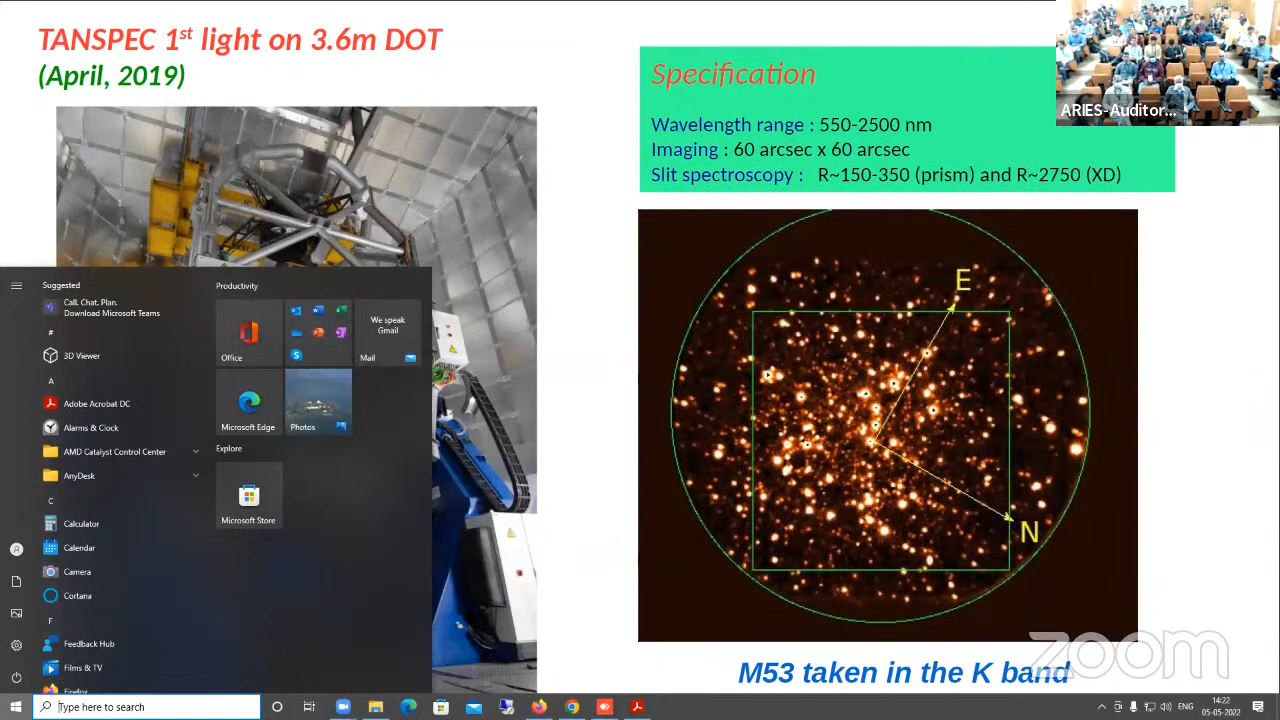 TANSPEC 1st light on 3.6m DOT
(April, 2019)
Specification
Wavelength range : 550-2500 nm
Imaging : 60 arcsec x 60 arcsec
Slit spectroscopy : R~150-350 (prism) and R~2750 (XD)
ARIES-Auditor...
E
N
M53 taken in the K band
zoom
Suggested
Call. Chat. Plan.
Download Microsoft Teams
#
3D Viewer
A
Adobe Acrobat DC
Alarms & Clock
AMD Catalyst Control Center
AnyDesk
C
Calculator
Calendar
Camera
Cortana
F
Feedback Hub
Films & TV
Firefox
Productivity
Office
We speak
Gmail
Mail
Microsoft Edge
Photos
Explore
Microsoft Store
Type here to search
ENG
14:22
05-05-2022